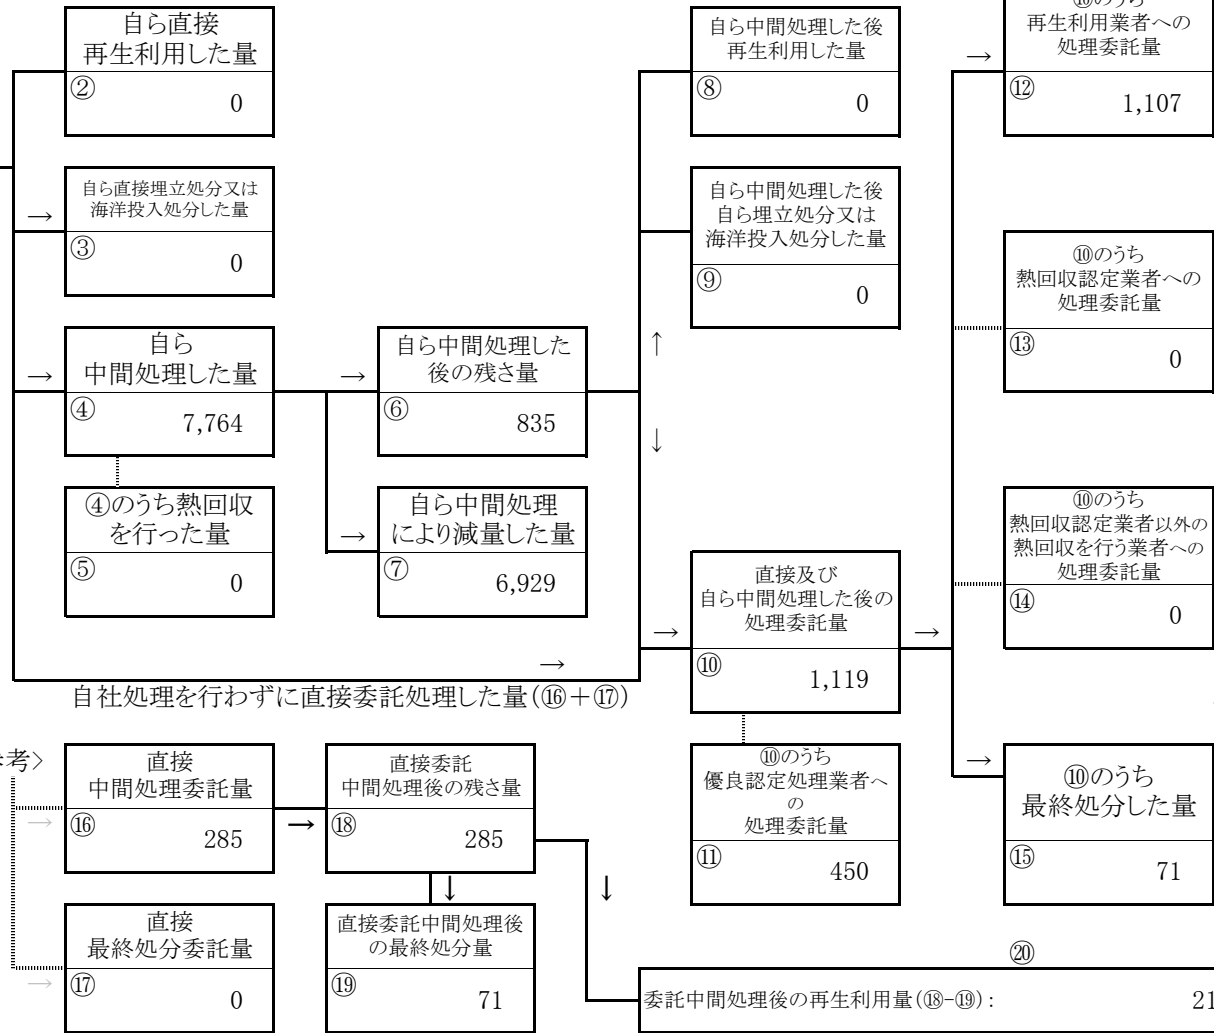 自ら直接
再生利用した量
②
0
自ら直接埋立処分又は
海洋投入処分した量
→
③
0
自ら
中間処理した量
→
④
7,764
④のうち熱回収
を行った量
⑤
0
→
自ら中間処理した
後の残さ量
⑥
835
→
自ら中間処理
により減量した量
⑦
6,929
自ら中間処理した後
再生利用した量
⑧
0
自ら中間処理した後
自ら埋立処分又は
海洋投入処分した量
⑨
0
↑
↓
→
自社処理を行わずに直接委託処理した量(⑯+⑰)
→
直接及び
自ら中間処理した後の
処理委託量
⑩
1,119
→
⑩のうち
優良認定処理業者へ
の
処理委託量
⑪
450
⑩のうち
再生利用業者への
処理委託量
→
⑫
1,107
⑩のうち
熱回収認定業者への
処理委託量
⑬
0
⑩のうち
熱回収認定業者以外の
熱回収を行う業者への
処理委託量
⑭
0
→
⑩のうち
最終処分した量
⑮
71
考〉
直接
中間処理委託量
→
⑯
285
→
直接委託
中間処理後の残さ量
⑱
285
↓
↓
直接
最終処分委託量
→
⑰
0
直接委託中間処理後
の最終処分量
⑲
71
⑳
委託中間処理後の再生利用量(⑱-⑲):
21